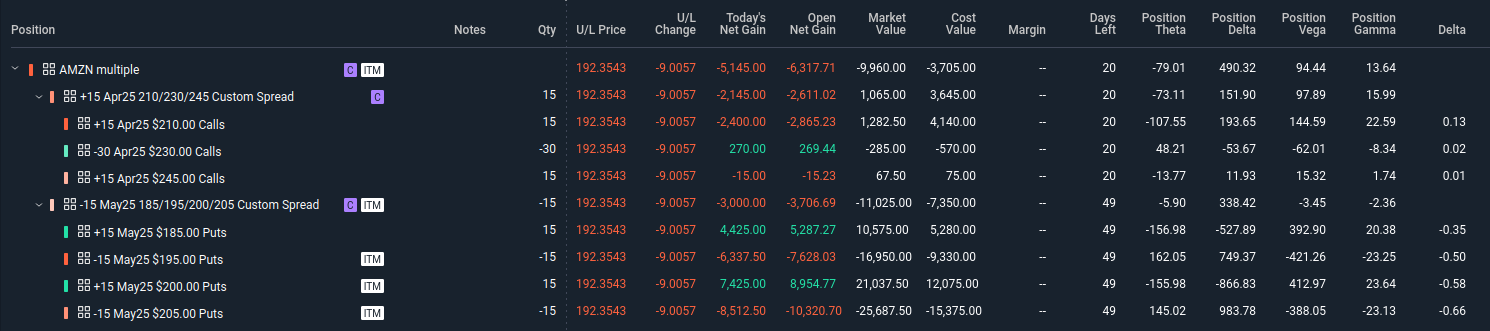 Position Notes Qty U/L Price U/L Change Today's Net Gain Open Net Gain Market Value Cost Value Margin Days Left Position Theta Position Delta Position Vega Position Gamma Delta
AMZN multiple C ITM 192.3543 -9.0057 -5,145.00 -6,317.71 -9,960.00 -3,705.00 -- 20 -79.01 490.32 94.44 13.64
+15 Apr25 210/230/245 Custom Spread C 15 192.3543 -9.0057 -2,145.00 -2,611.02 1,065.00 3,645.00 -- 20 -73.11 151.90 97.89 15.99
+15 Apr25 $210.00 Calls 15 192.3543 -9.0057 -2,400.00 -2,865.23 1,282.50 4,140.00 -- 20 -107.55 193.65 144.59 22.59 0.13
-30 Apr25 $230.00 Calls -30 192.3543 -9.0057 270.00 269.44 -285.00 -570.00 -- 20 48.21 -53.67 -62.01 -8.34 0.02
+15 Apr25 $245.00 Calls 15 192.3543 -9.0057 -15.00 -15.23 67.50 75.00 -- 20 -13.77 11.93 15.32 1.74 0.01
-15 May25 185/195/200/205 Custom Spread C ITM -15 192.3543 -9.0057 -3,000.00 -3,706.69 -11,025.00 -7,350.00 -- 49 -5.90 338.42 -3.45 -2.36
+15 May25 $185.00 Puts 15 192.3543 -9.0057 4,425.00 5,287.27 10,575.00 5,280.00 -- 49 -156.98 -527.89 392.90 20.38 -0.35
-15 May25 $195.00 Puts ITM -15 192.3543 -9.0057 -6,337.50 -7,628.03 -16,950.00 -9,330.00 -- 49 162.05 749.37 -421.26 -23.25 -0.50
+15 May25 $200.00 Puts ITM 15 192.3543 -9.0057 7,425.00 8,954.77 21,037.50 12,075.00 -- 49 -155.98 -866.83 412.97 23.64 -0.58
-15 May25 $205.00 Puts ITM -15 192.3543 -9.0057 -8,512.50 -10,320.70 -25,687.50 -15,375.00 -- 49 145.02 983.78 -388.05 -23.13 -0.66